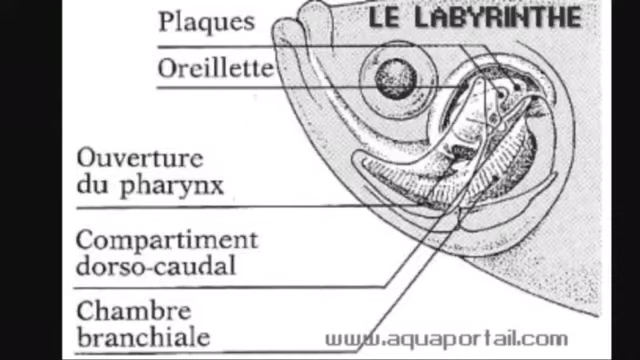 LE LABYRINTHE
Plaques
Oreillette
Ouverture
du pharynx
Compartiment
dorso-caudal
Chambre
branchiale
www.aquaportail.com